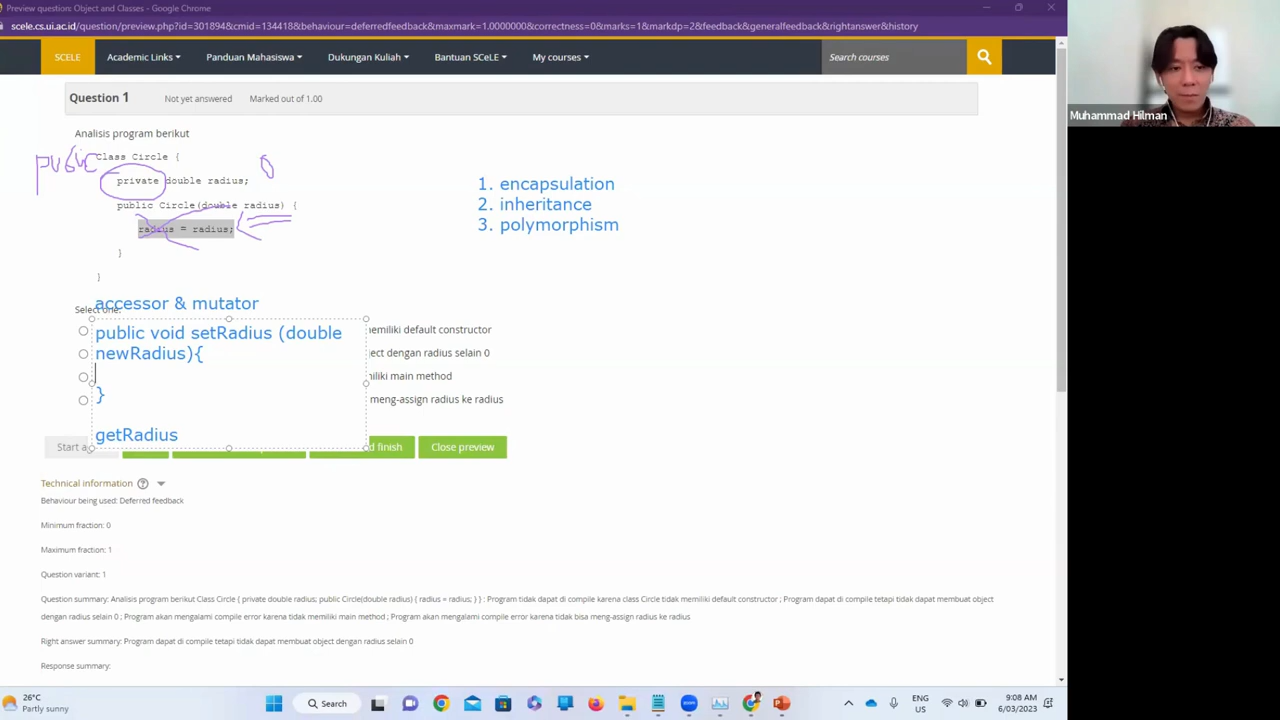 Preview question: Object and Classes - Google Chrome
scele.cs.ui.ac.id/question/preview.php?id=301894&cmid=134418&behaviour=deferredfeedback&maxmark=1.0000000&correctness=0&marks=1&markdp=2&feedback&generalfeedback&rightanswer&history
SCELE Academic Links Panduan Mahasiswa Dukungan Kuliah Bantuan SCeLE My courses Search courses
Muhammad Hilman
Question 1 Not yet answered Marked out of 1.00
Analisis program berikut
public Class Circle {
private double radius; 0
public Circle(double radius) {
radius = radius;
}
}
1. encapsulation
2. inheritance
3. polymorphism
accessor & mutator
Select one:
public void setRadius (double
newRadius){
}
getRadius
memiliki default constructor
ject dengan radius selain 0
miliki main method
meng-assign radius ke radius
Start a d finish Close preview
Technical information
Behaviour being used: Deferred feedback
Minimum fraction: 0
Maximum fraction: 1
Question variant: 1
Question summary: Analisis program berikut Class Circle { private double radius; public Circle(double radius) { radius = radius; } } : Program tidak dapat di compile karena class Circle tidak memiliki default constructor ; Program dapat di compile tetapi tidak dapat membuat object
dengan radius selain 0 ; Program akan mengalami compile error karena tidak memiliki main method ; Program akan mengalami compile error karena tidak bisa meng-assign radius ke radius
Right answer summary: Program dapat di compile tetapi tidak dapat membuat object dengan radius selain 0
Response summary:
26°C
Partly sunny
Search
ENG
US
9:08 AM
6/03/2023